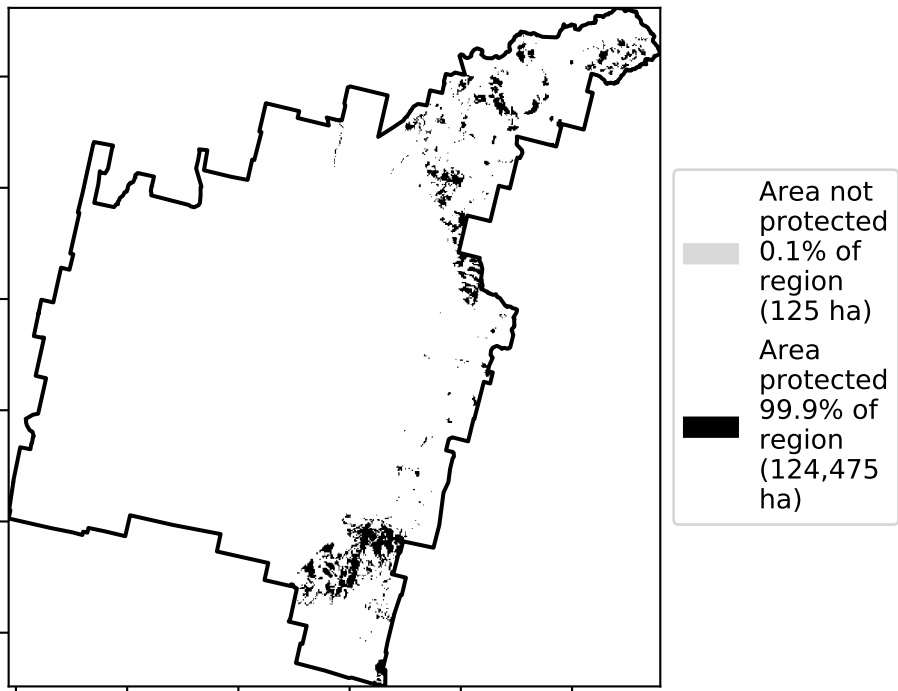 Area not
protected
0.1% of
region
(125 ha)
Area
protected
99.9% of
region
(124,475
ha)